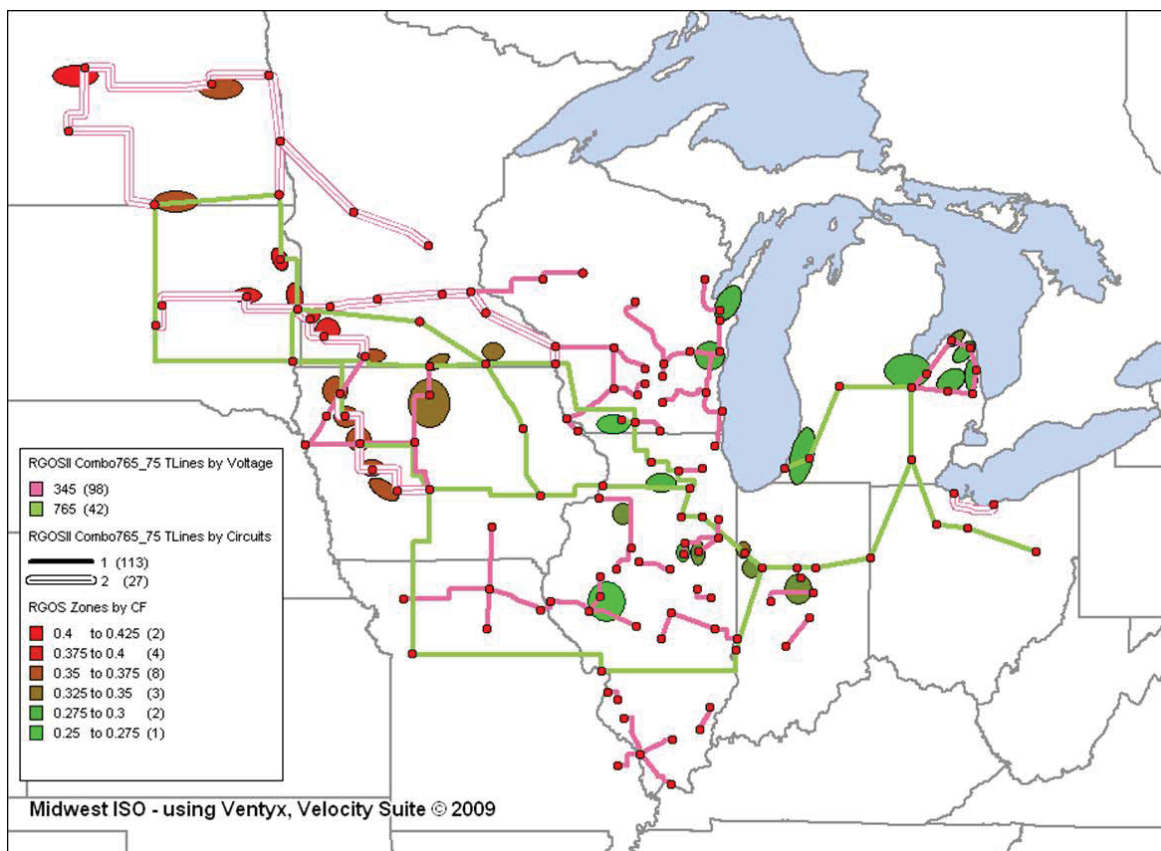 RGOSII Combo765_75 TLines by Voltage
345 (98)
765 (42)
RGOSII Combo765_75 TLines by Circuits
1 (113)
2 (27)
RGOS Zones by CF
0.4 to 0.425 (2)
0.375 to 0.4 (4)
0.35 to 0.375 (8)
0.325 to 0.35 (3)
0.275 to 0.3 (2)
0.25 to 0.275 (1)
Midwest ISO - using Ventyx, Velocity Suite © 2009